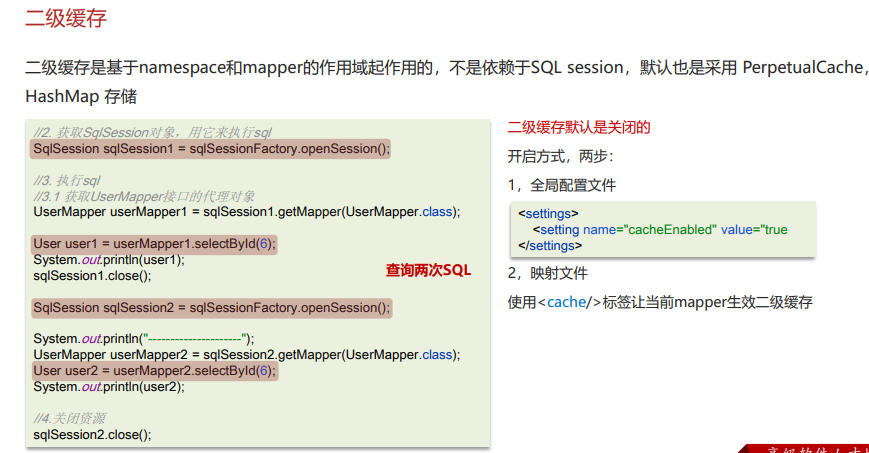 二级缓存
二级缓存是基于namespace和mapper的作用域起作用的，不是依赖于SQL session，默认也是采用 PerpetualCache，
HashMap 存储
//2. 获取SqlSession对象，用它来执行sql
SqlSession sqlSession1 = sqlSessionFactory.openSession();
//3. 执行sql
//3.1 获取UserMapper接口的代理对象
UserMapper userMapper1 = sqlSession1.getMapper(UserMapper.class);
User user1 = userMapper1.selectById(6);
System.out.println(user1);
sqlSession1.close();
查询两次SQL
SqlSession sqlSession2 = sqlSessionFactory.openSession();
System.out.println("---------------------");
UserMapper userMapper2 = sqlSession2.getMapper(UserMapper.class);
User user2 = userMapper2.selectById(6);
System.out.println(user2);
//4.关闭资源
sqlSession2.close();
二级缓存默认是关闭的
开启方式，两步：
1，全局配置文件
<settings>
<setting name="cacheEnabled" value="true
</settings>
2，映射文件
使用<cache/>标签让当前mapper生效二级缓存